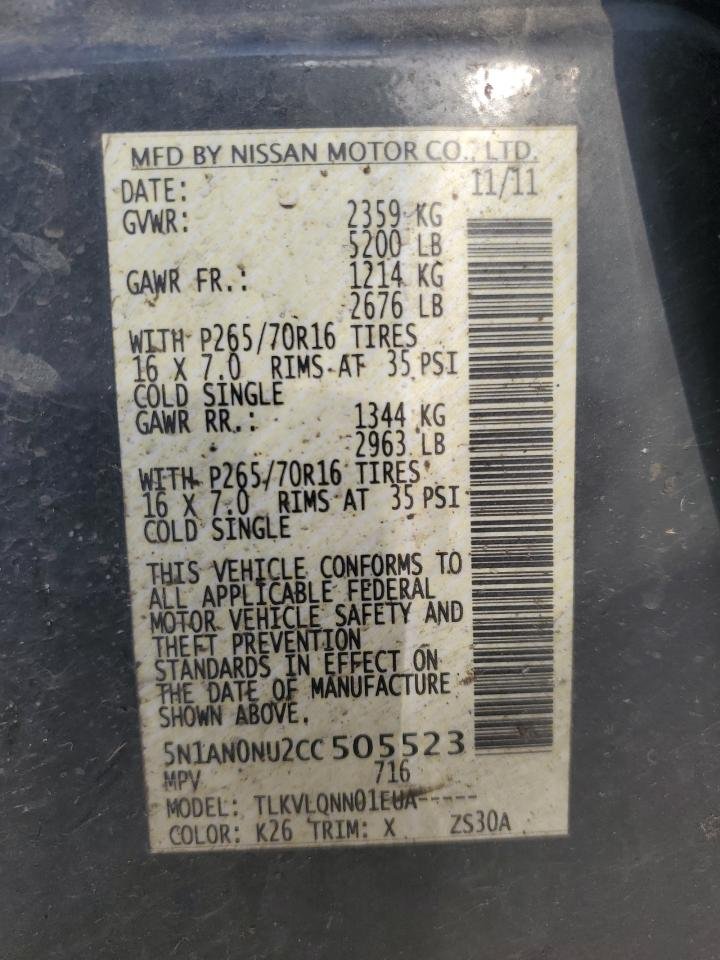 MFD BY NISSAN MOTOR CO., LTD.
DATE: 11/11
GVWR: 2359 KG
5200 LB
GAWR FR.: 1214 KG
2676 LB
WITH P265/70R16 TIRES
16 X 7.0 RIMS AT 35 PSI
COLD SINGLE
GAWR RR.: 1344 KG
2963 LB
WITH P265/70R16 TIRES
16 X 7.0 RIMS AT 35 PSI
COLD SINGLE
THIS VEHICLE CONFORMS TO
ALL APPLICABLE FEDERAL
MOTOR VEHICLE SAFETY AND
THEFT PREVENTION
STANDARDS IN EFFECT ON
THE DATE OF MANUFACTURE
SHOWN ABOVE.
5N1AN0NU2CC505523
MPV 716
MODEL: TLKVLQNN01EUA-----
COLOR: K26 TRIM: X ZS30A